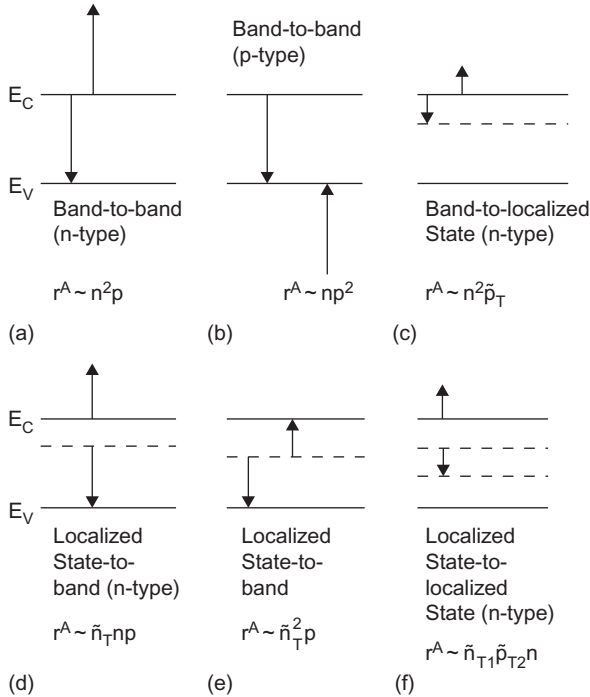 Band-to-band
(p-type)
E_C
E_V
Band-to-band
(n-type)
Band-to-localized
State (n-type)
r^A ~ n^2p
r^A ~ np^2
r^A ~ n^2p̃_T
(a)
(b)
(c)
E_C
E_V
Localized
State-to-
band (n-type)
r^A ~ ñ_Tnp
Localized
State-to-
band
r^A ~ ñ_T^2p
Localized
State-to-
localized
State (n-type)
r^A ~ ñ_T1p̃_T2n
(d)
(e)
(f)